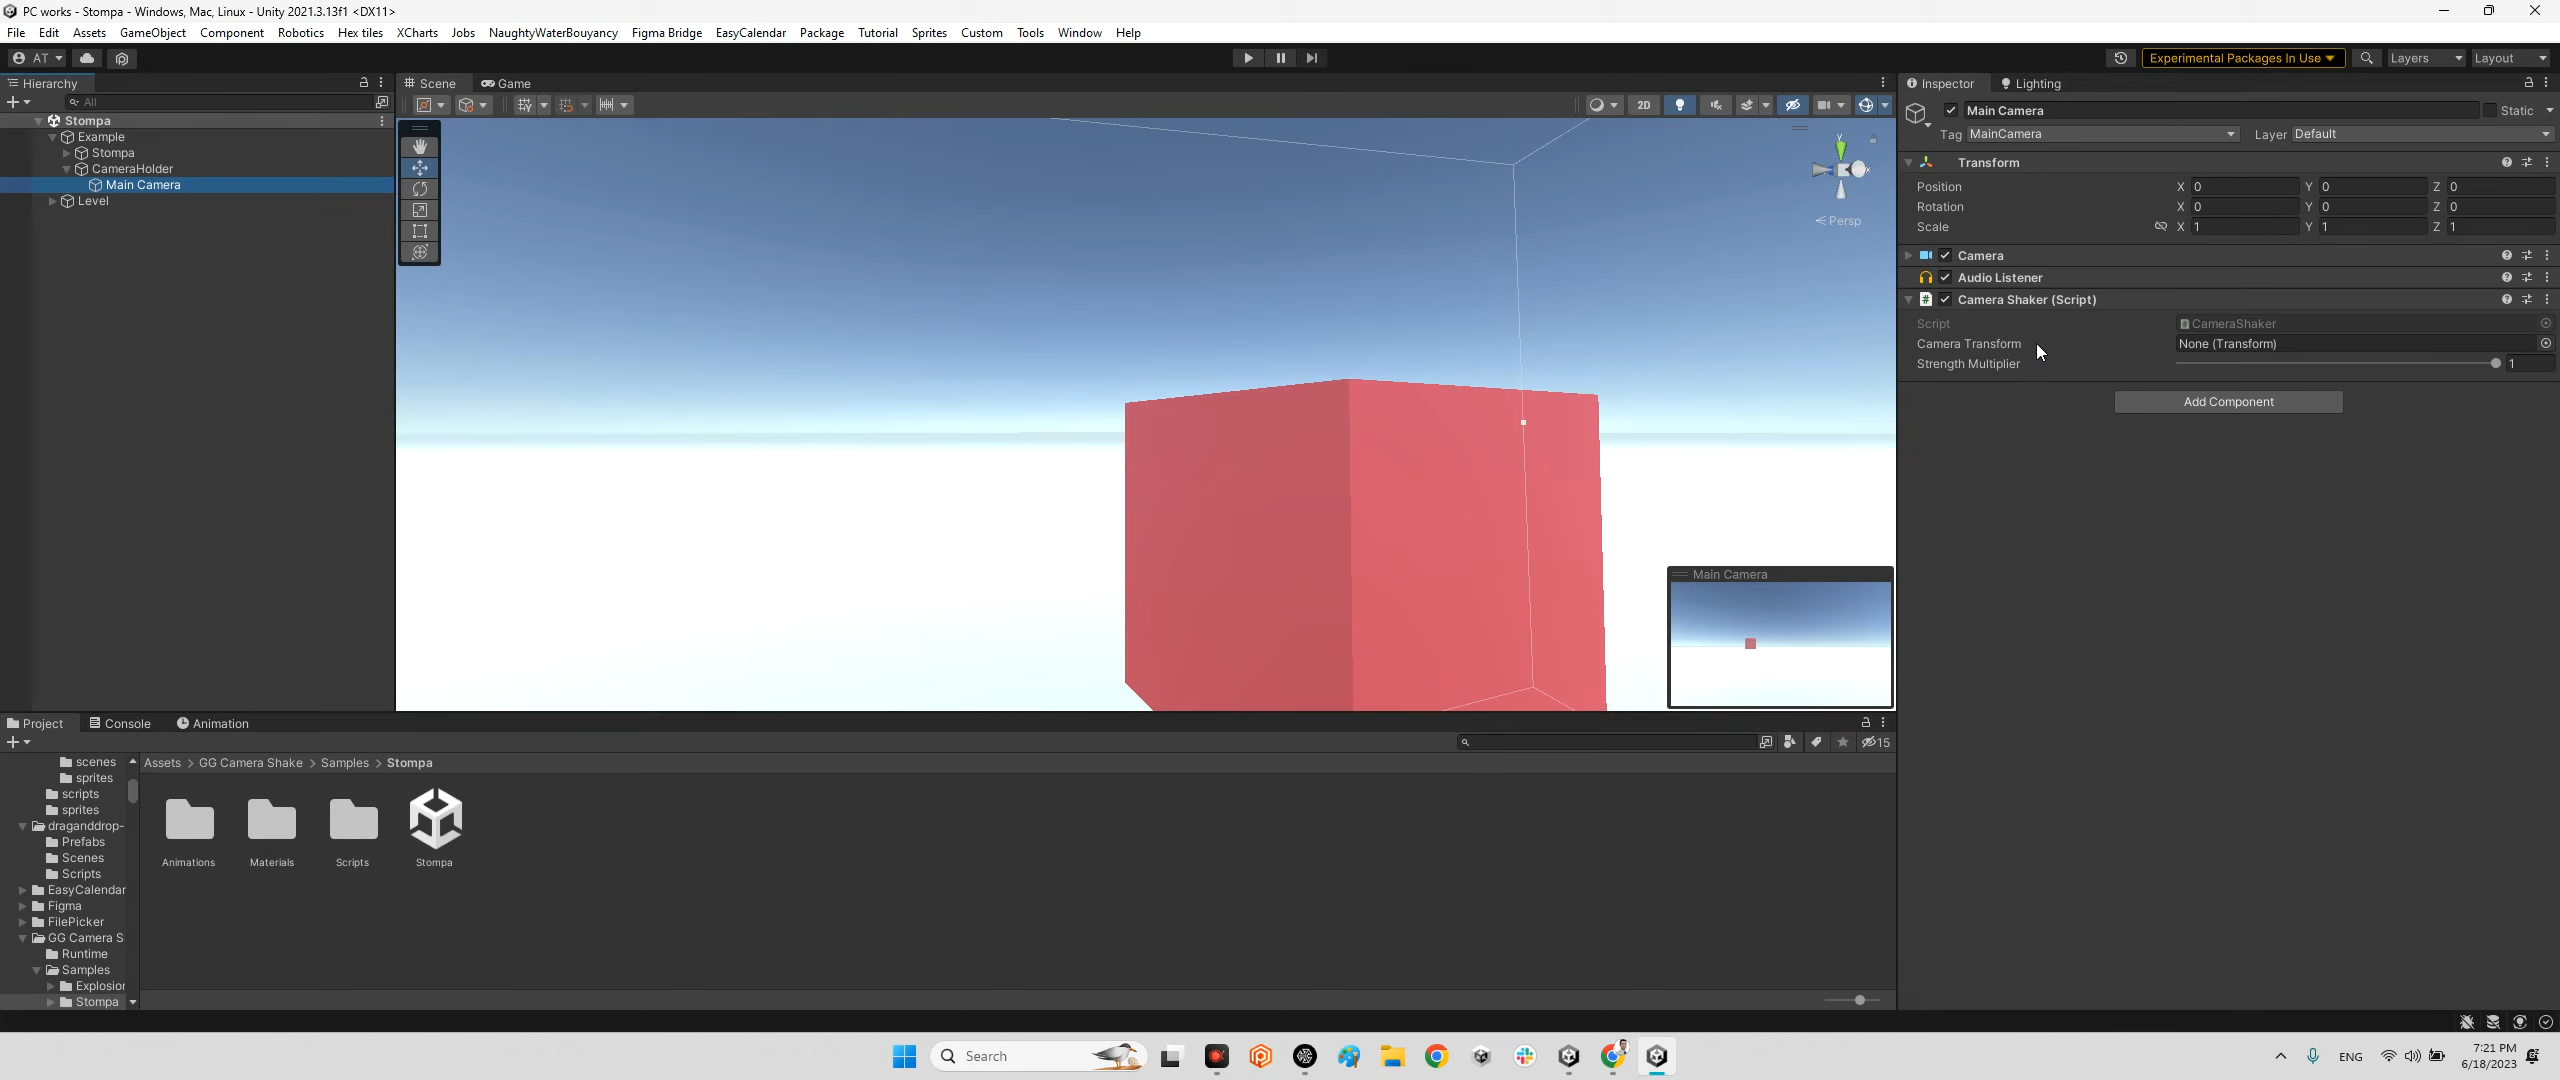 PC works - Stompa - Windows, Mac, Linux - Unity 2021.3.13f1 <DX11>
File Edit Assets GameObject Component Robotics Hex tiles XCharts Jobs NaughtyWaterBouyancy Figma Bridge EasyCalendar Package Tutorial Sprites Custom Tools Window Help
AT Experimental Packages In Use Layers Layout
Hierarchy
All
Stompa
Example
Stompa
CameraHolder
Main Camera
Level
Scene Game
2D
y
x
Persp
Main Camera
Inspector Lighting
Main Camera Static
Tag MainCamera Layer Default
Transform
Position X 0 Y 0 Z 0
Rotation X 0 Y 0 Z 0
Scale X 1 Y 1 Z 1
Camera
Audio Listener
# Camera Shaker (Script)
Script CameraShaker
Camera Transform None (Transform)
Strength Multiplier 1
Add Component
Project Console Animation
15
scenes
sprites
scripts
sprites
draganddrop-
Prefabs
Scenes
Scripts
EasyCalendar
Figma
FilePicker
GG Camera S
Runtime
Samples
Explosion
Stompa
Assets > GG Camera Shake > Samples > Stompa
Animations Materials Scripts Stompa
Search
ENG
7:21 PM
6/18/2023